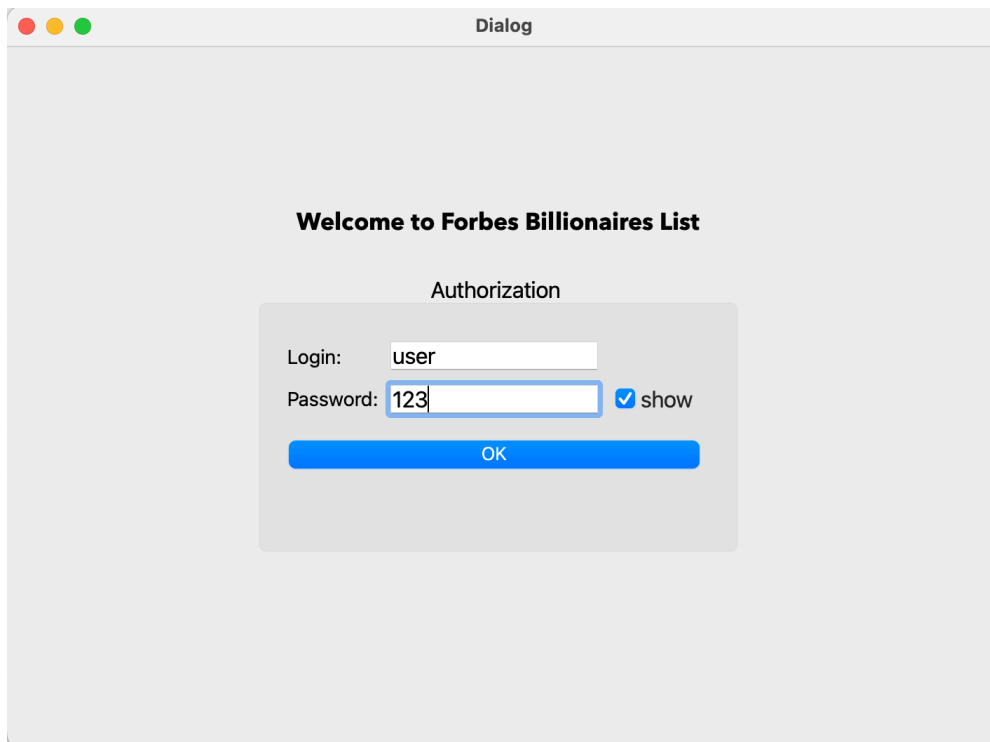 Dialog
Welcome to Forbes Billionaires List
Authorization
Login: user
Password: 123 show
OK